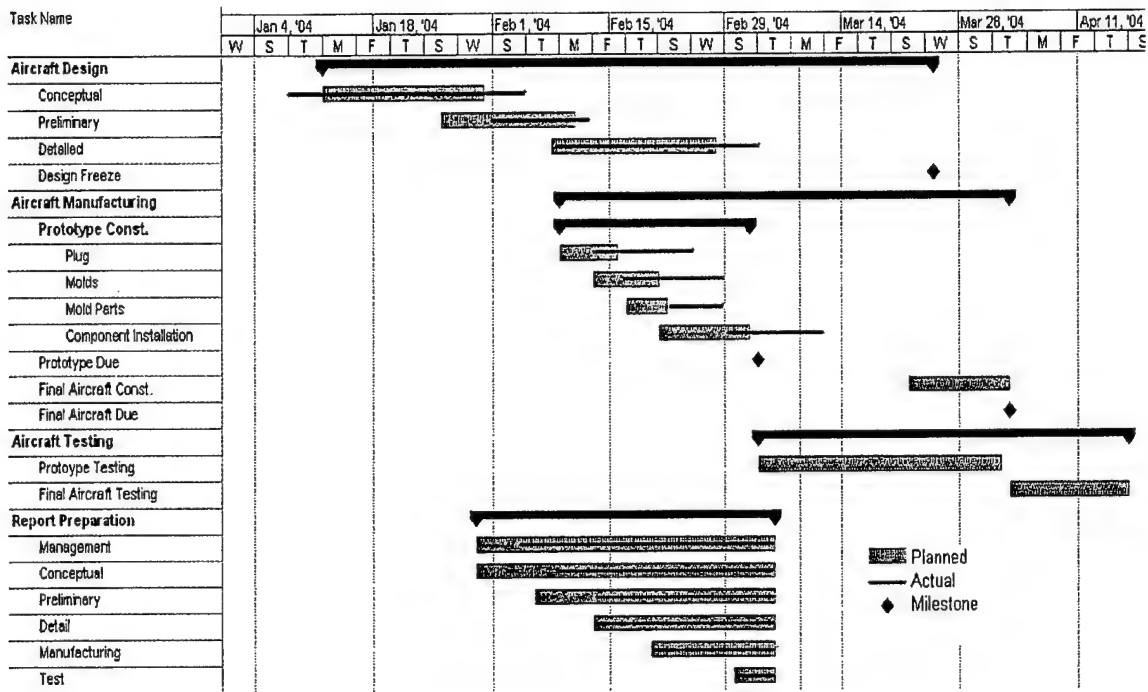 Task Name
Jan 4, '04 Jan 18, '04 Feb 1, '04 Feb 15, '04 Feb 29, '04 Mar 14, '04 Mar 28, '04 Apr 11, '04
W S T M F T S W S T M F T S W S T M F T S W S T M F T S
Aircraft Design
Conceptual
Preliminary
Detailed
Design Freeze
Aircraft Manufacturing
Prototype Const.
Plug
Molds
Mold Parts
Component Installation
Prototype Due
Final Aircraft Const.
Final Aircraft Due
Aircraft Testing
Protoype Testing
Final Aircraft Testing
Report Preparation
Management
Conceptual
Preliminary
Detail
Manufacturing
Test
Planned
Actual
Milestone